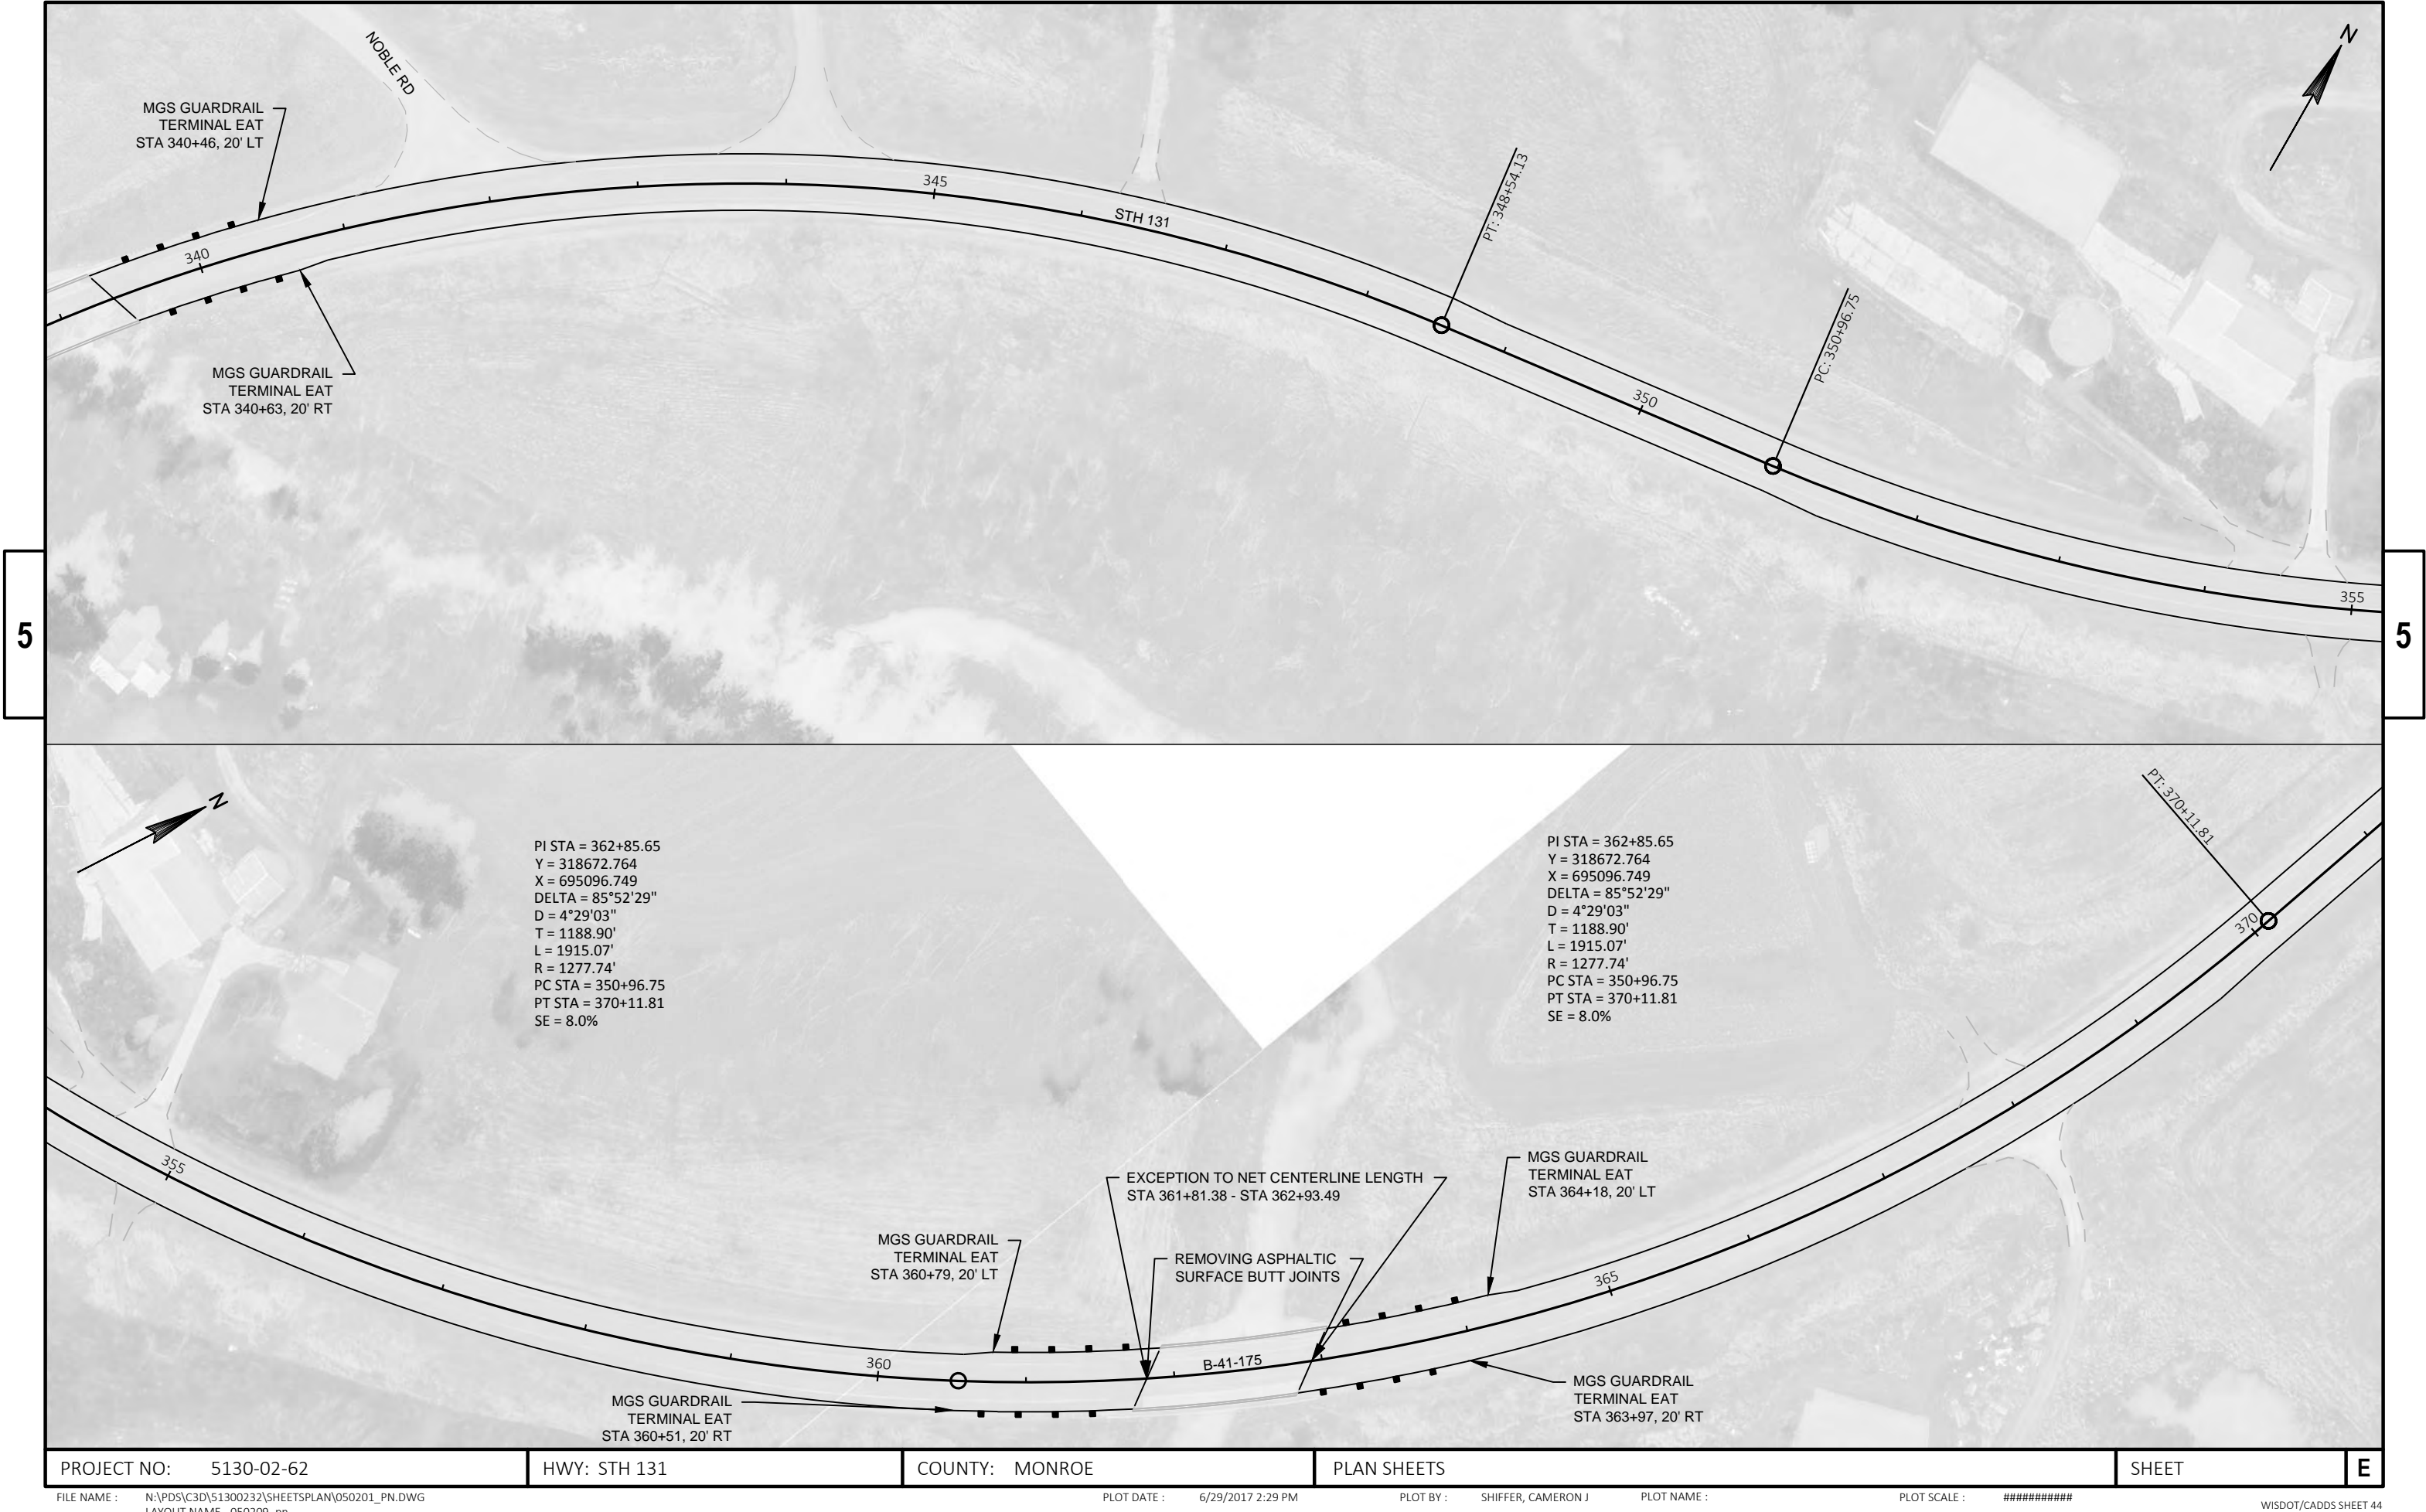 NOBLE RD
MGS GUARDRAIL
TERMINAL EAT
STA 340+46, 20' LT
N
340
345
STH 131
PT: 348+54.13
350
PC: 350+96.75
355
MGS GUARDRAIL
TERMINAL EAT
STA 340+63, 20' RT
5
5
N
PI STA = 362+85.65
Y = 318672.764
X = 695096.749
DELTA = 85°52'29"
D = 4°29'03"
T = 1188.90'
L = 1915.07'
R = 1277.74'
PC STA = 350+96.75
PT STA = 370+11.81
SE = 8.0%
PI STA = 362+85.65
Y = 318672.764
X = 695096.749
DELTA = 85°52'29"
D = 4°29'03"
T = 1188.90'
L = 1915.07'
R = 1277.74'
PC STA = 350+96.75
PT STA = 370+11.81
SE = 8.0%
PT: 370+11.81
370
355
EXCEPTION TO NET CENTERLINE LENGTH
STA 361+81.38 - STA 362+93.49
MGS GUARDRAIL
TERMINAL EAT
STA 364+18, 20' LT
MGS GUARDRAIL
TERMINAL EAT
STA 360+79, 20' LT
REMOVING ASPHALTIC
SURFACE BUTT JOINTS
365
360
B-41-175
MGS GUARDRAIL
TERMINAL EAT
STA 360+51, 20' RT
MGS GUARDRAIL
TERMINAL EAT
STA 363+97, 20' RT
PROJECT NO: 5130-02-62
HWY: STH 131
COUNTY: MONROE
PLAN SHEETS
SHEET
E
FILE NAME : N:\PDS\C3D\51300232\SHEETSPLAN\050201_PN.DWG
LAYOUT NAME - 050209_pn
PLOT DATE : 6/29/2017 2:29 PM
PLOT BY : SHIFFER, CAMERON J
PLOT NAME :
PLOT SCALE : ###########
WISDOT/CADDS SHEET 44